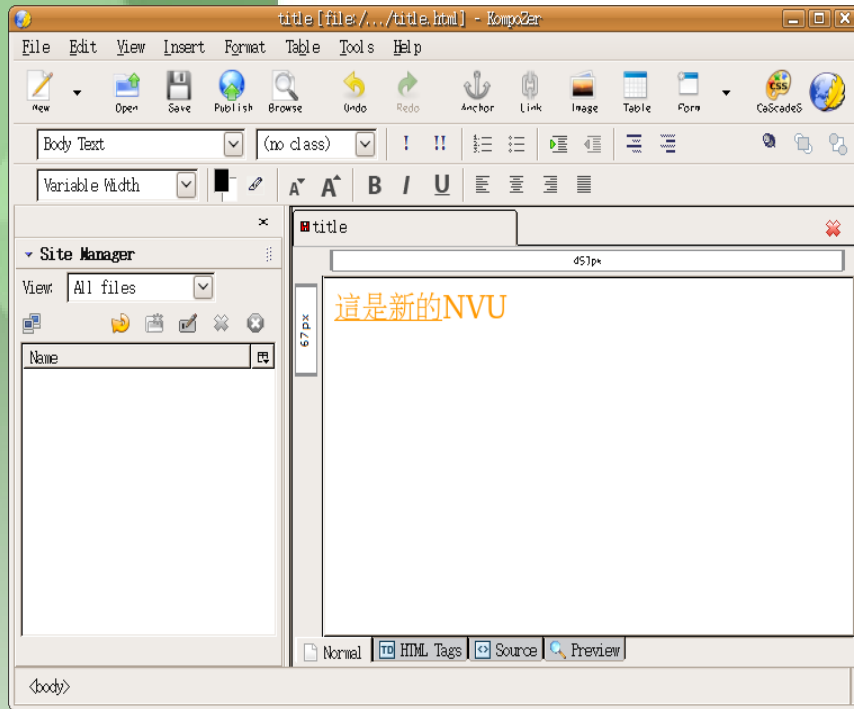 title [file:/.../title.html] - KompoZer
File Edit View Insert Format Table Tools Help
New Open Save Publish Browse Undo Redo Anchor Link Image Table Form CaScadeS
Body Text (no class) ! !!
Variable Width A A B I U
title
Site Manager
View: All files
Name
67px
這是新的NVU
Normal TD HTML Tags Source Preview
<body>